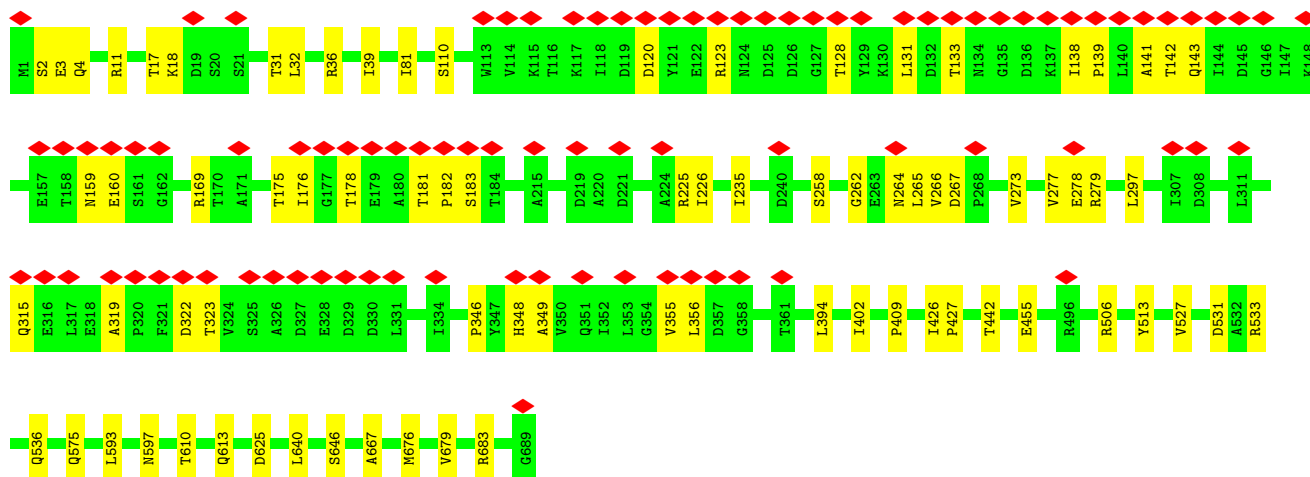 M1 S2 E3 Q4 R11 T17 K18 D19 S20 S21 T31 L32 R36 I39 I81 S110 W113 V114 K115 T116 K117 I118 D119 D120 Y121 E122 R123 N124 D125 D126 G127 T128 Y129 K130 L131 D132 T133 N134 G135 D136 K137 I138 P139 L140 A141 T142 Q143 I144 D145 G146 I147 K148
E157 T158 N159 E160 S161 G162 R169 T170 A171 T175 I176 G177 T178 E179 A180 T181 P182 S183 T184 A215 D219 A220 D221 A224 R225 I226 I235 D240 S258 G262 E263 N264 L265 V266 D267 P268 V273 V277 E278 R279 L297 I307 D308 L311
Q315 E316 L317 E318 A319 P320 F321 D322 T323 V324 S325 A326 D327 E328 D329 D330 L331 I334 P346 Y347 H348 A349 V350 Q351 I352 L353 G354 V355 L356 D357 G358 T361 L394 I402 P409 I426 P427 T442 E455 R496 R506 Y513 V527 D531 A532 R533
Q536 Q575 L593 N597 T610 Q613 D625 L640 S646 A667 M676 V679 R683 G689